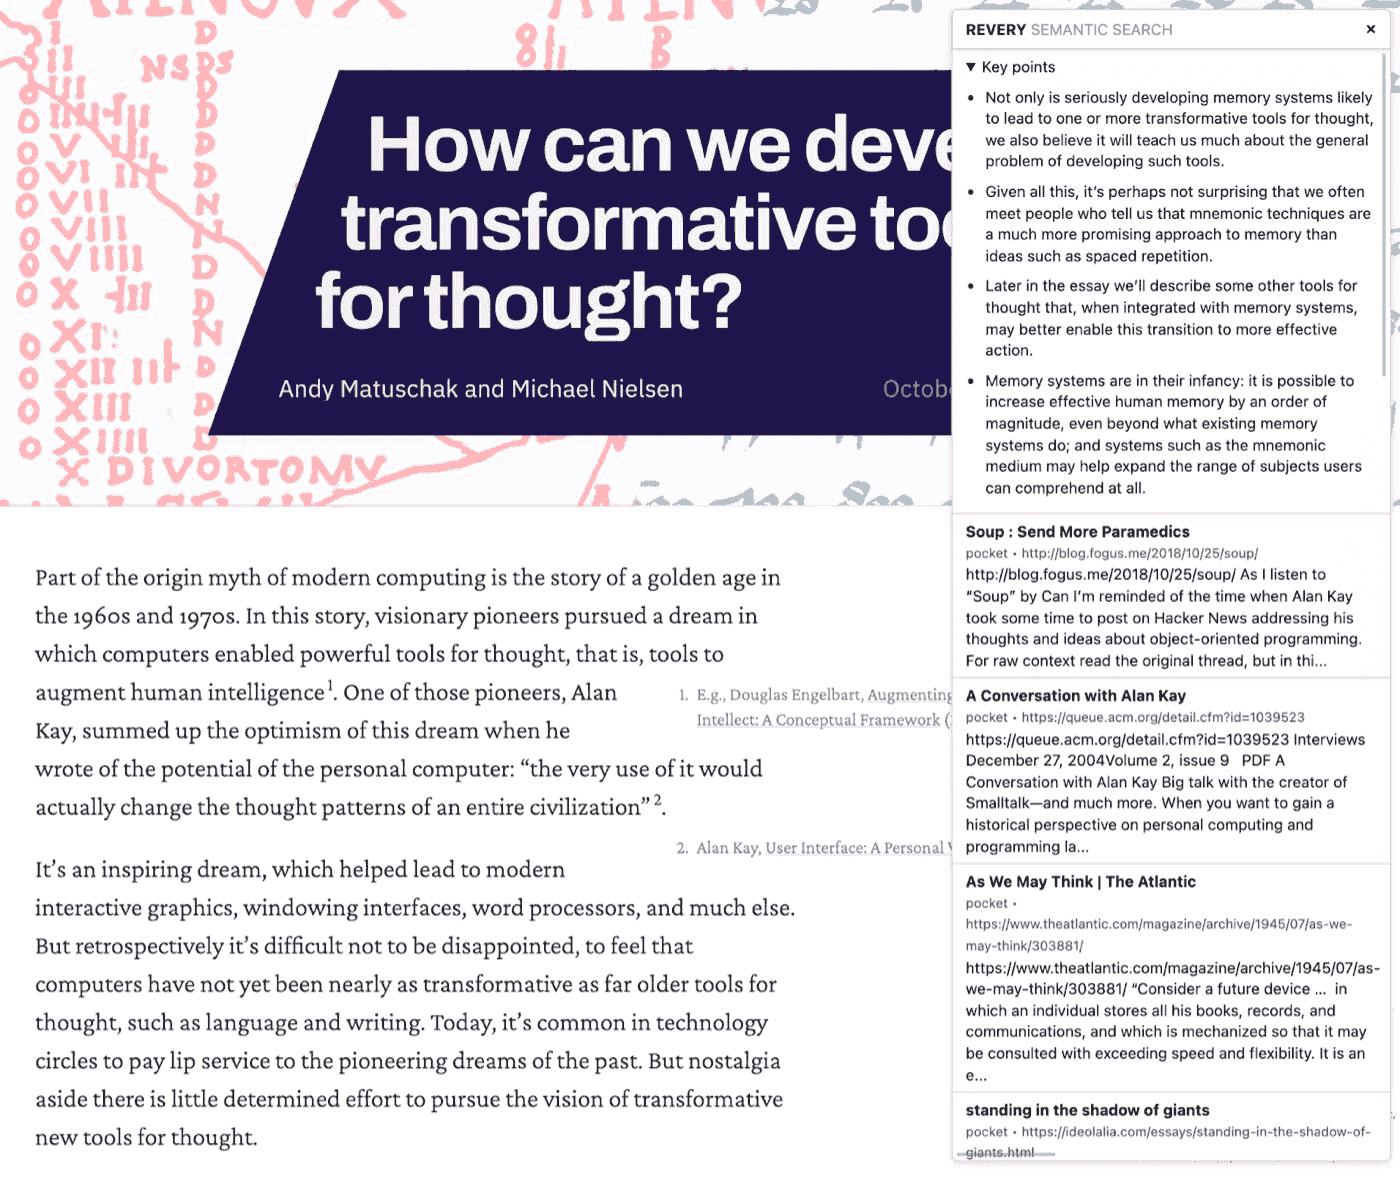 How can we deve
transformative too
for thought?
Andy Matuschak and Michael Nielsen
Octobe
8|| B
NSRS
V
VI
VII
VIII
VIIII
X
XI
XII
XIII
XIIII
X DIVORTOMV
Part of the origin myth of modern computing is the story of a golden age in
the 1960s and 1970s. In this story, visionary pioneers pursued a dream in
which computers enabled powerful tools for thought, that is, tools to
augment human intelligence1. One of those pioneers, Alan
Kay, summed up the optimism of this dream when he
wrote of the potential of the personal computer: “the very use of it would
actually change the thought patterns of an entire civilization”2.
1. E.g., Douglas Engelbart, Augmenting
Intellect: A Conceptual Framework (
2. Alan Kay, User Interface: A Personal V
It’s an inspiring dream, which helped lead to modern
interactive graphics, windowing interfaces, word processors, and much else.
But retrospectively it’s difficult not to be disappointed, to feel that
computers have not yet been nearly as transformative as far older tools for
thought, such as language and writing. Today, it’s common in technology
circles to pay lip service to the pioneering dreams of the past. But nostalgia
aside there is little determined effort to pursue the vision of transformative
new tools for thought.
REVERY SEMANTIC SEARCH ×
▼ Key points
• Not only is seriously developing memory systems likely
to lead to one or more transformative tools for thought,
we also believe it will teach us much about the general
problem of developing such tools.
• Given all this, it’s perhaps not surprising that we often
meet people who tell us that mnemonic techniques are
a much more promising approach to memory than
ideas such as spaced repetition.
• Later in the essay we’ll describe some other tools for
thought that, when integrated with memory systems,
may better enable this transition to more effective
action.
• Memory systems are in their infancy: it is possible to
increase effective human memory by an order of
magnitude, even beyond what existing memory
systems do; and systems such as the mnemonic
medium may help expand the range of subjects users
can comprehend at all.
Soup : Send More Paramedics
pocket • http://blog.fogus.me/2018/10/25/soup/
http://blog.fogus.me/2018/10/25/soup/ As I listen to
“Soup” by Can I’m reminded of the time when Alan Kay
took some time to post on Hacker News addressing his
thoughts and ideas about object-oriented programming.
For raw context read the original thread, but in thi...
A Conversation with Alan Kay
pocket • https://queue.acm.org/detail.cfm?id=1039523
https://queue.acm.org/detail.cfm?id=1039523 Interviews
December 27, 2004Volume 2, issue 9 PDF A
Conversation with Alan Kay Big talk with the creator of
Smalltalk—and much more. When you want to gain a
historical perspective on personal computing and
programming la...
As We May Think | The Atlantic
pocket •
https://www.theatlantic.com/magazine/archive/1945/07/as-we-
may-think/303881/
https://www.theatlantic.com/magazine/archive/1945/07/as-
we-may-think/303881/ “Consider a future device … in
which an individual stores all his books, records, and
communications, and which is mechanized so that it may
be consulted with exceeding speed and flexibility. It is an
e...
standing in the shadow of giants
pocket • https://ideolalia.com/essays/standing-in-the-shadow-of-
giants.html